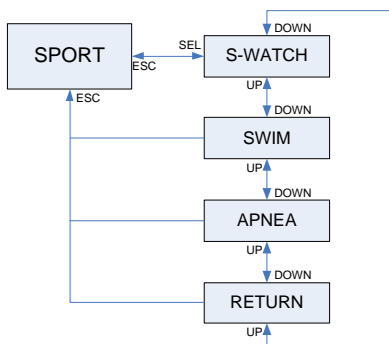 DOWN
SPORT
SEL
ESC
S-WATCH
ESC
UP
DOWN
SWIM
UP
DOWN
APNEA
UP
DOWN
RETURN
UP